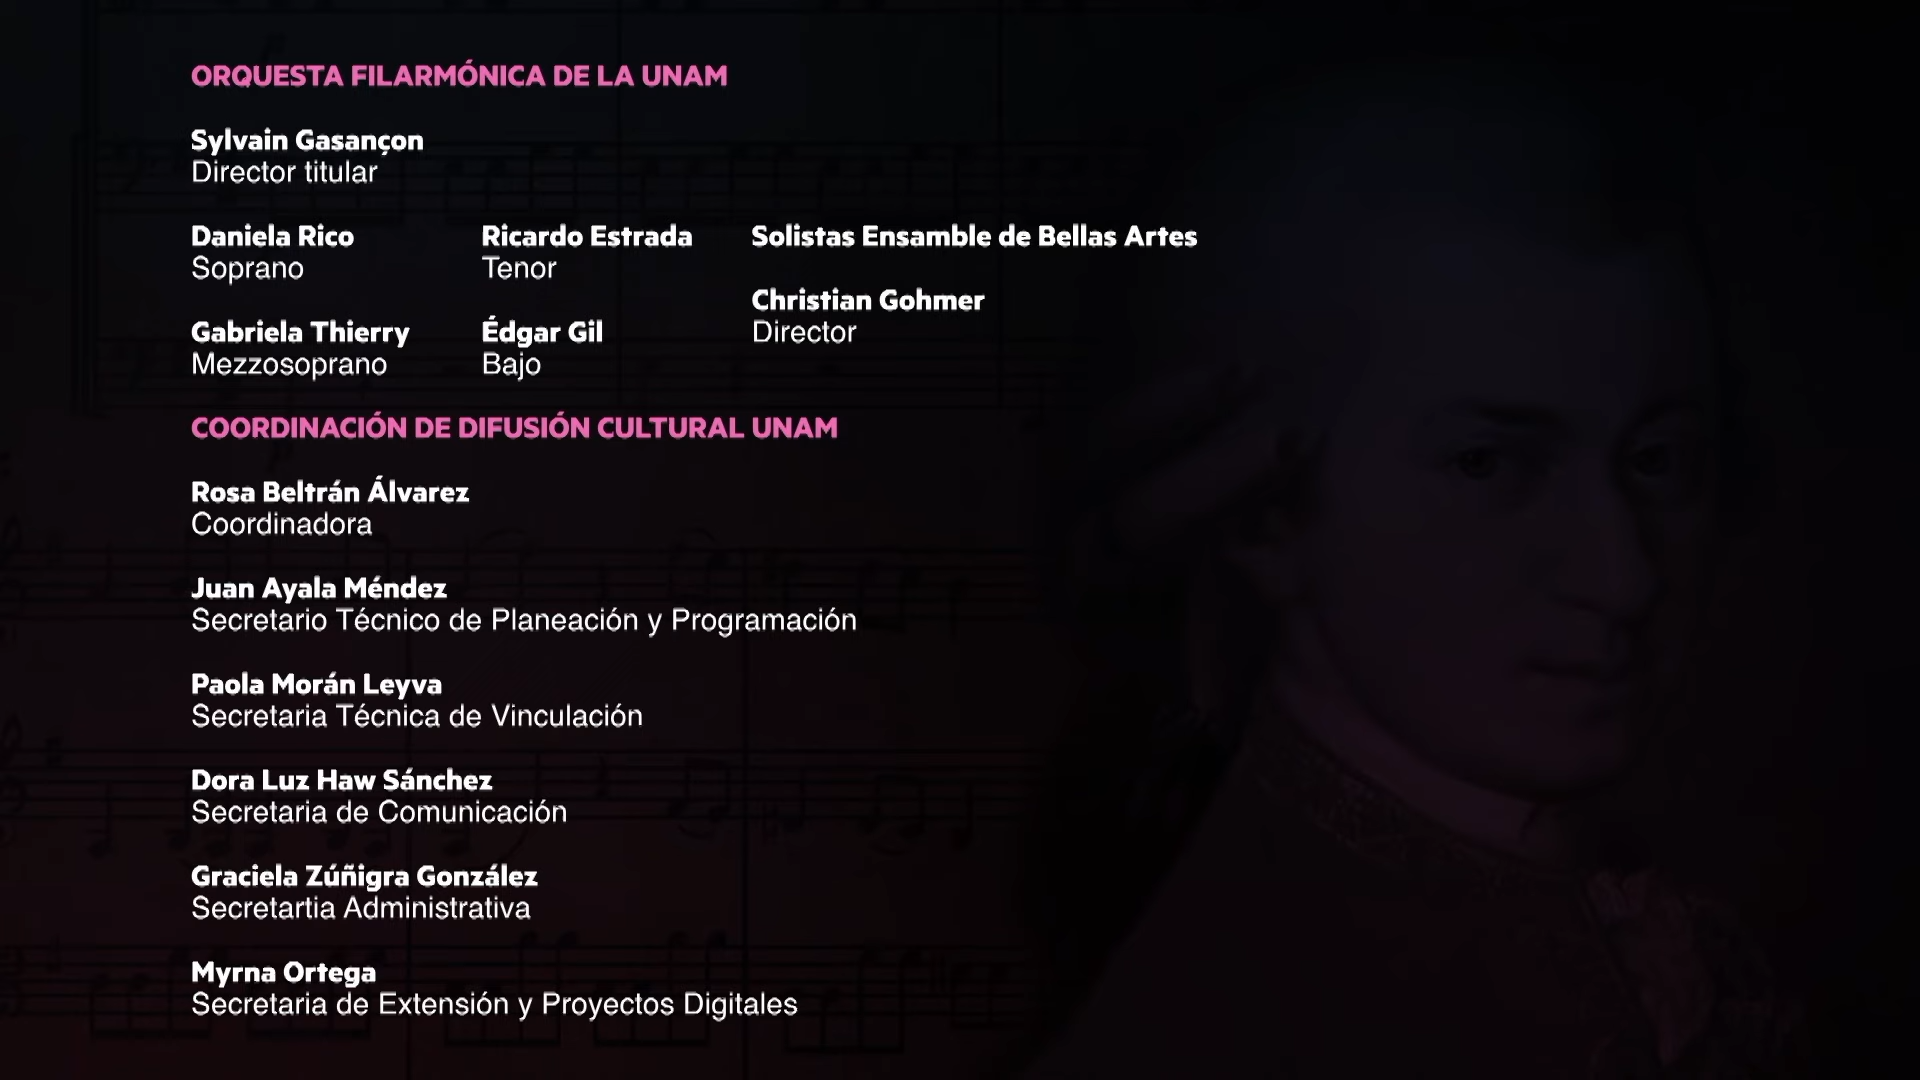 ORQUESTA FILARMÓNICA DE LA UNAM
Sylvain Gasançon
Director titular
Daniela Rico
Soprano
Gabriela Thierry
Mezzosoprano
Ricardo Estrada
Tenor
Édgar Gil
Bajo
Solistas Ensamble de Bellas Artes
Christian Gohmer
Director
COORDINACIÓN DE DIFUSIÓN CULTURAL UNAM
Rosa Beltrán Álvarez
Coordinadora
Juan Ayala Méndez
Secretario Técnico de Planeación y Programación
Paola Morán Leyva
Secretaria Técnica de Vinculación
Dora Luz Haw Sánchez
Secretaria de Comunicación
Graciela Zúñigra González
Secretartia Administrativa
Myrna Ortega
Secretaria de Extensión y Proyectos Digitales